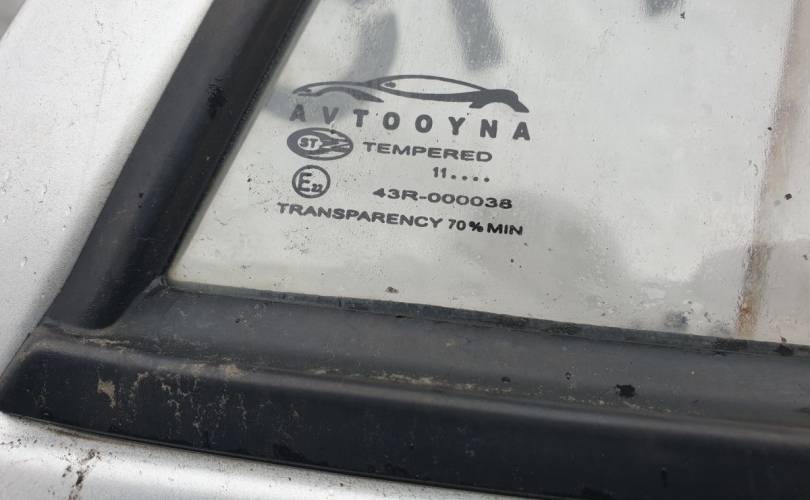 AVTOOYNA
ST
TEMPERED
11....
E22
43R-000038
TRANSPARENCY 70% MIN